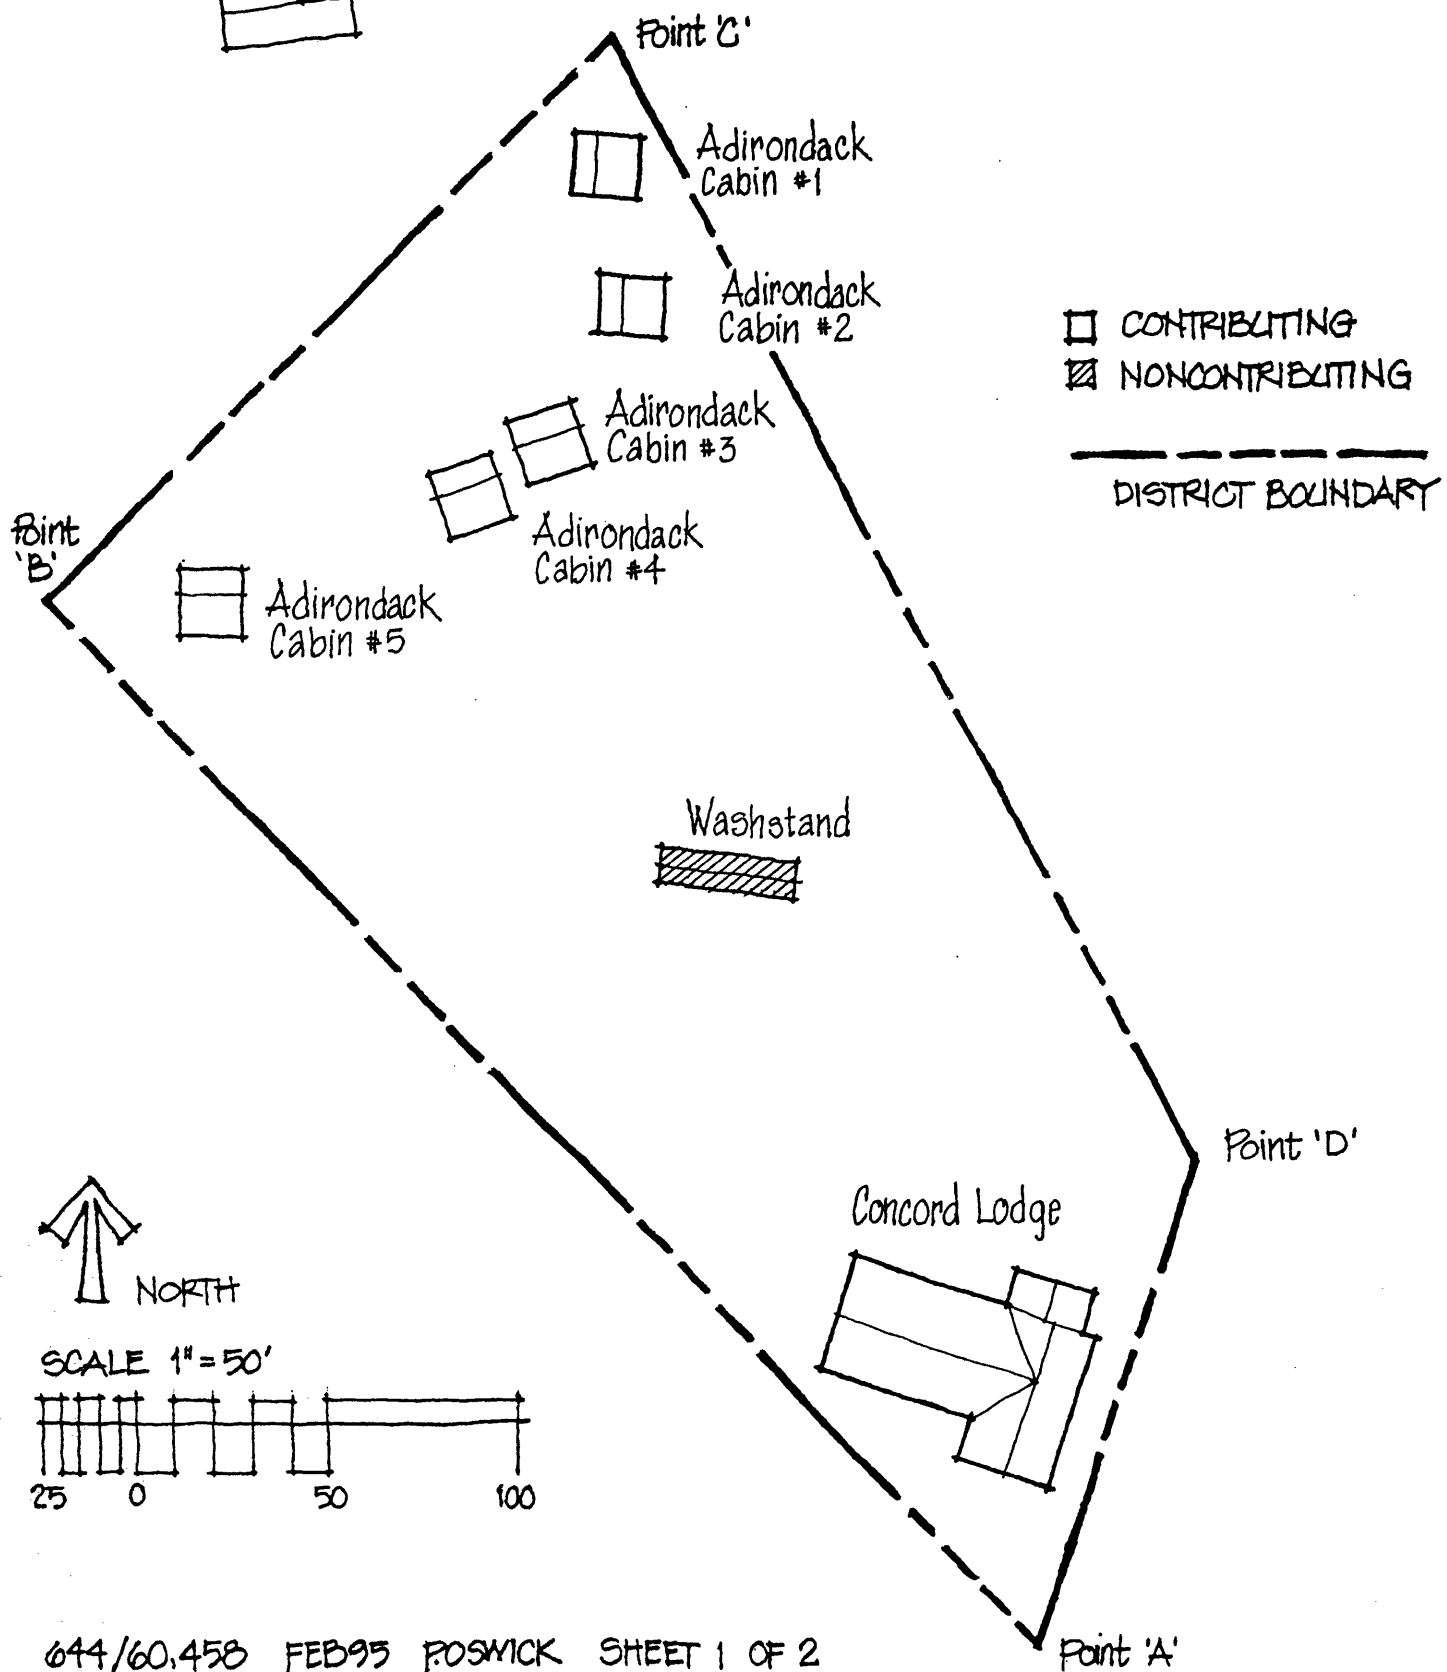 Point 'C'
Adirondack
Cabin #1
Adirondack
Cabin #2
CONTRIBUTING
NONCONTRIBUTING
DISTRICT BOUNDARY
Adirondack
Cabin #3
Adirondack
Cabin #4
Point
'B'
Adirondack
Cabin #5
Washstand
Point 'D'
Concord Lodge
NORTH
SCALE 1"=50'
25 0 50 100
644/60,458 FEB95 P.OSWICK SHEET 1 OF 2
Point 'A'